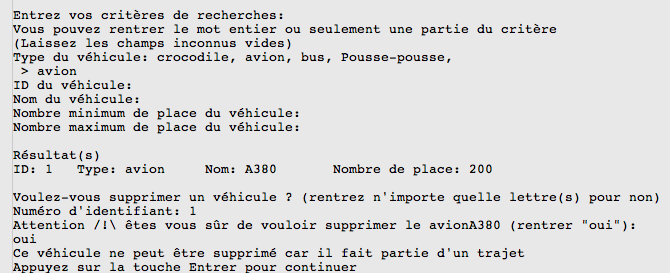 Entrez vos critères de recherches:
Vous pouvez rentrer le mot entier ou seulement une partie du critère
(Laissez les champs inconnus vides)
Type du véhicule: crocodile, avion, bus, Pousse-pousse,
> avion
ID du véhicule:
Nom du véhicule:
Nombre minimum de place du véhicule:
Nombre maximum de place du véhicule:
Résultat(s)
ID: 1 Type: avion Nom: A380 Nombre de place: 200
Voulez-vous supprimer un véhicule ? (rentrez n'importe quelle lettre(s) pour non)
Numéro d'identifiant: 1
Attention /!\ êtes vous sûr de vouloir supprimer le avionA380 (rentrer "oui"):
oui
Ce véhicule ne peut être supprimé car il fait partie d'un trajet
Appuyez sur la touche Entrer pour continuer